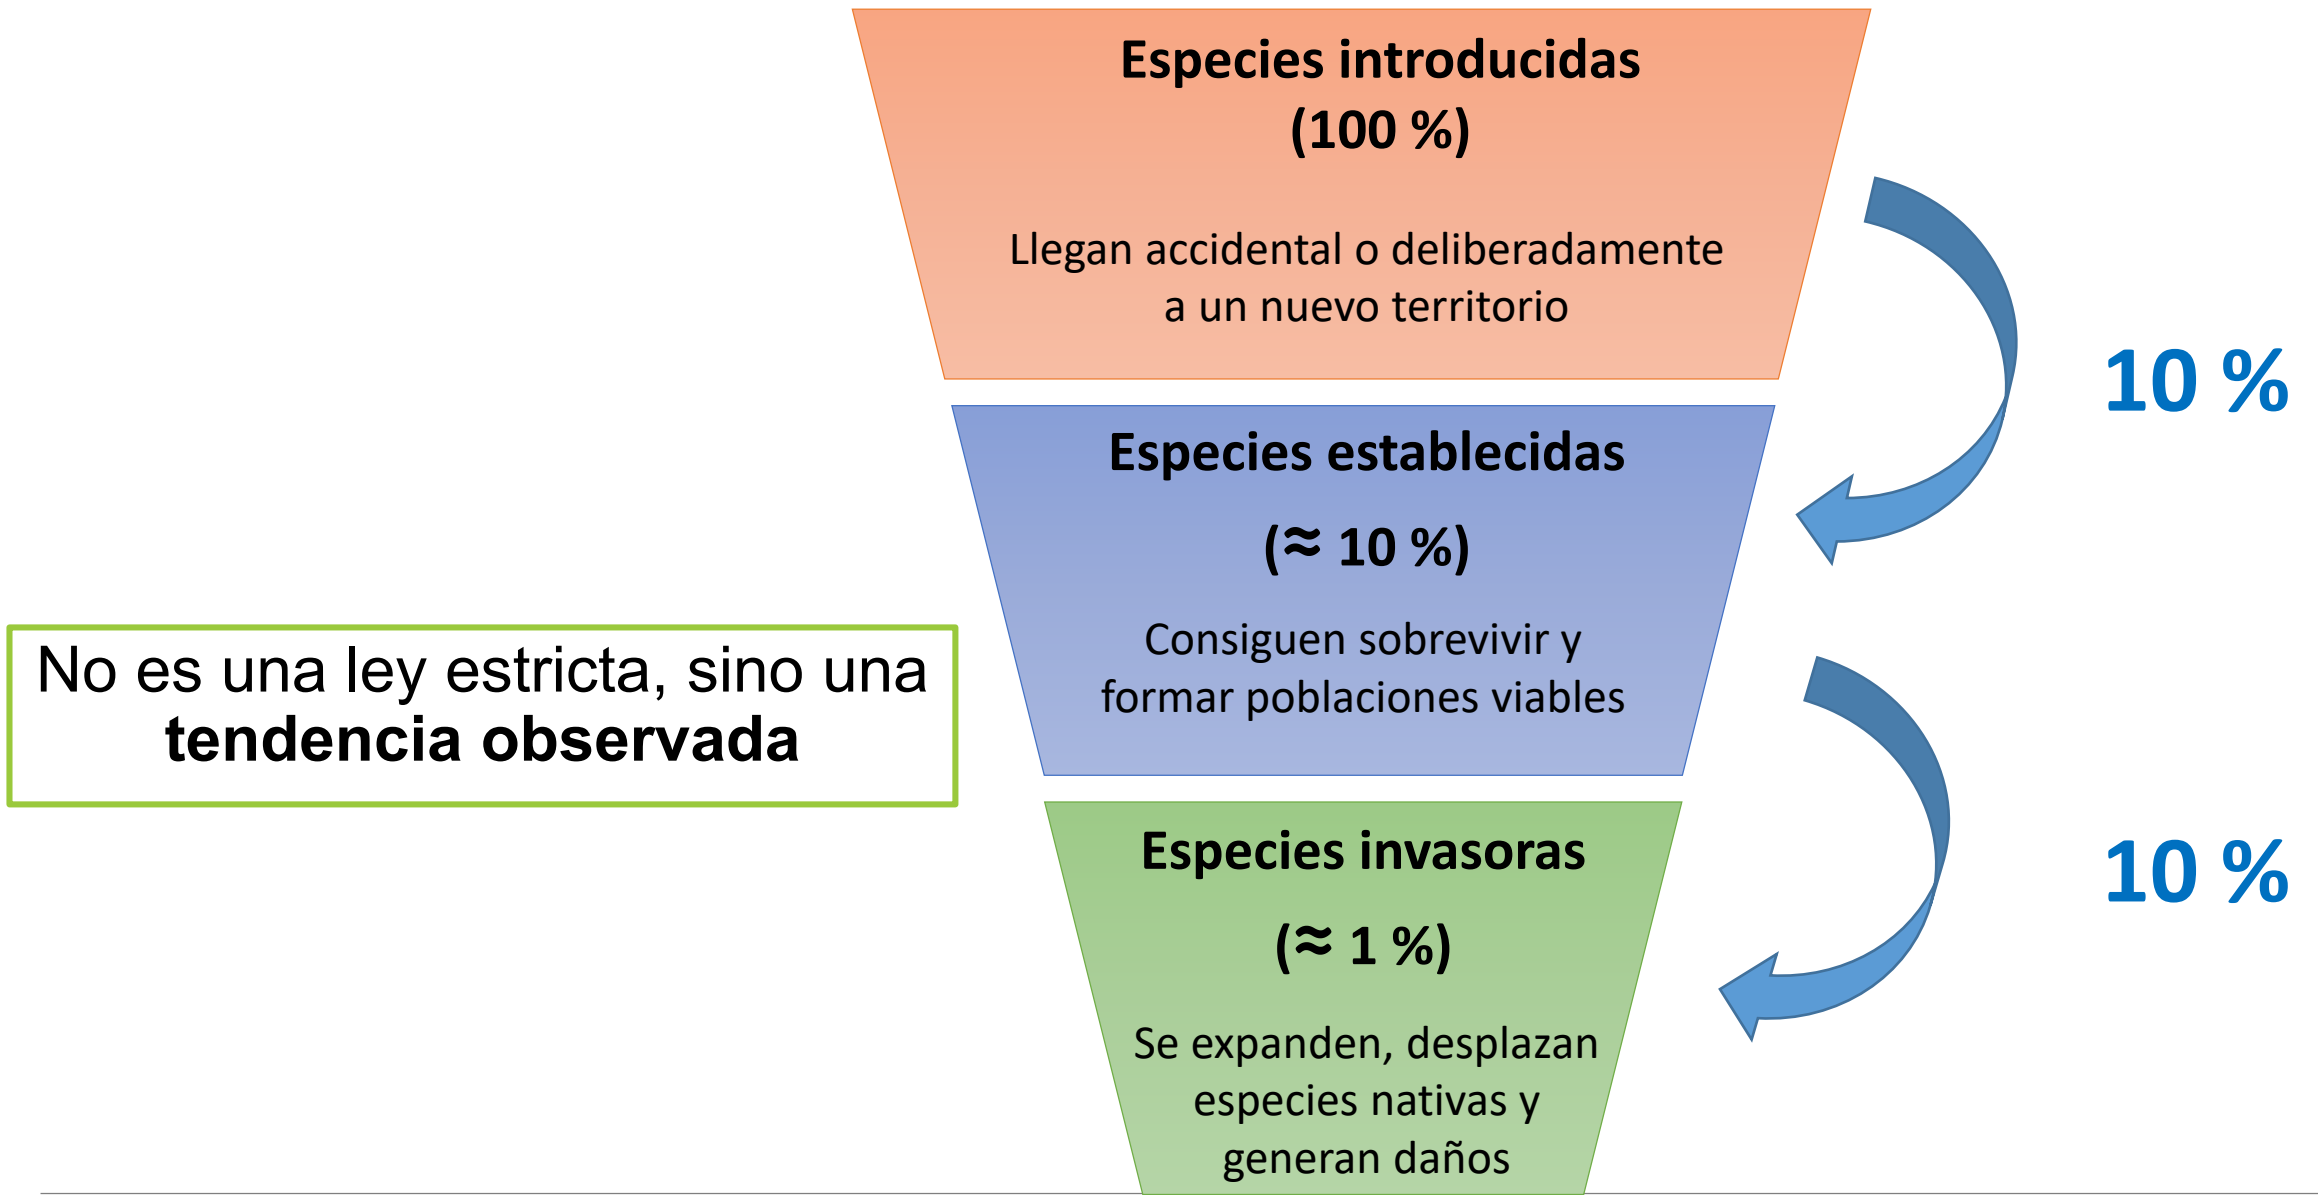 Especies introducidas
(100 %)
Llegan accidental o deliberadamente
a un nuevo territorio
10 %
Especies establecidas
(≈ 10 %)
Consiguen sobrevivir y
formar poblaciones viables
No es una ley estricta, sino una
tendencia observada
10 %
Especies invasoras
(≈ 1 %)
Se expanden, desplazan
especies nativas y
generan daños